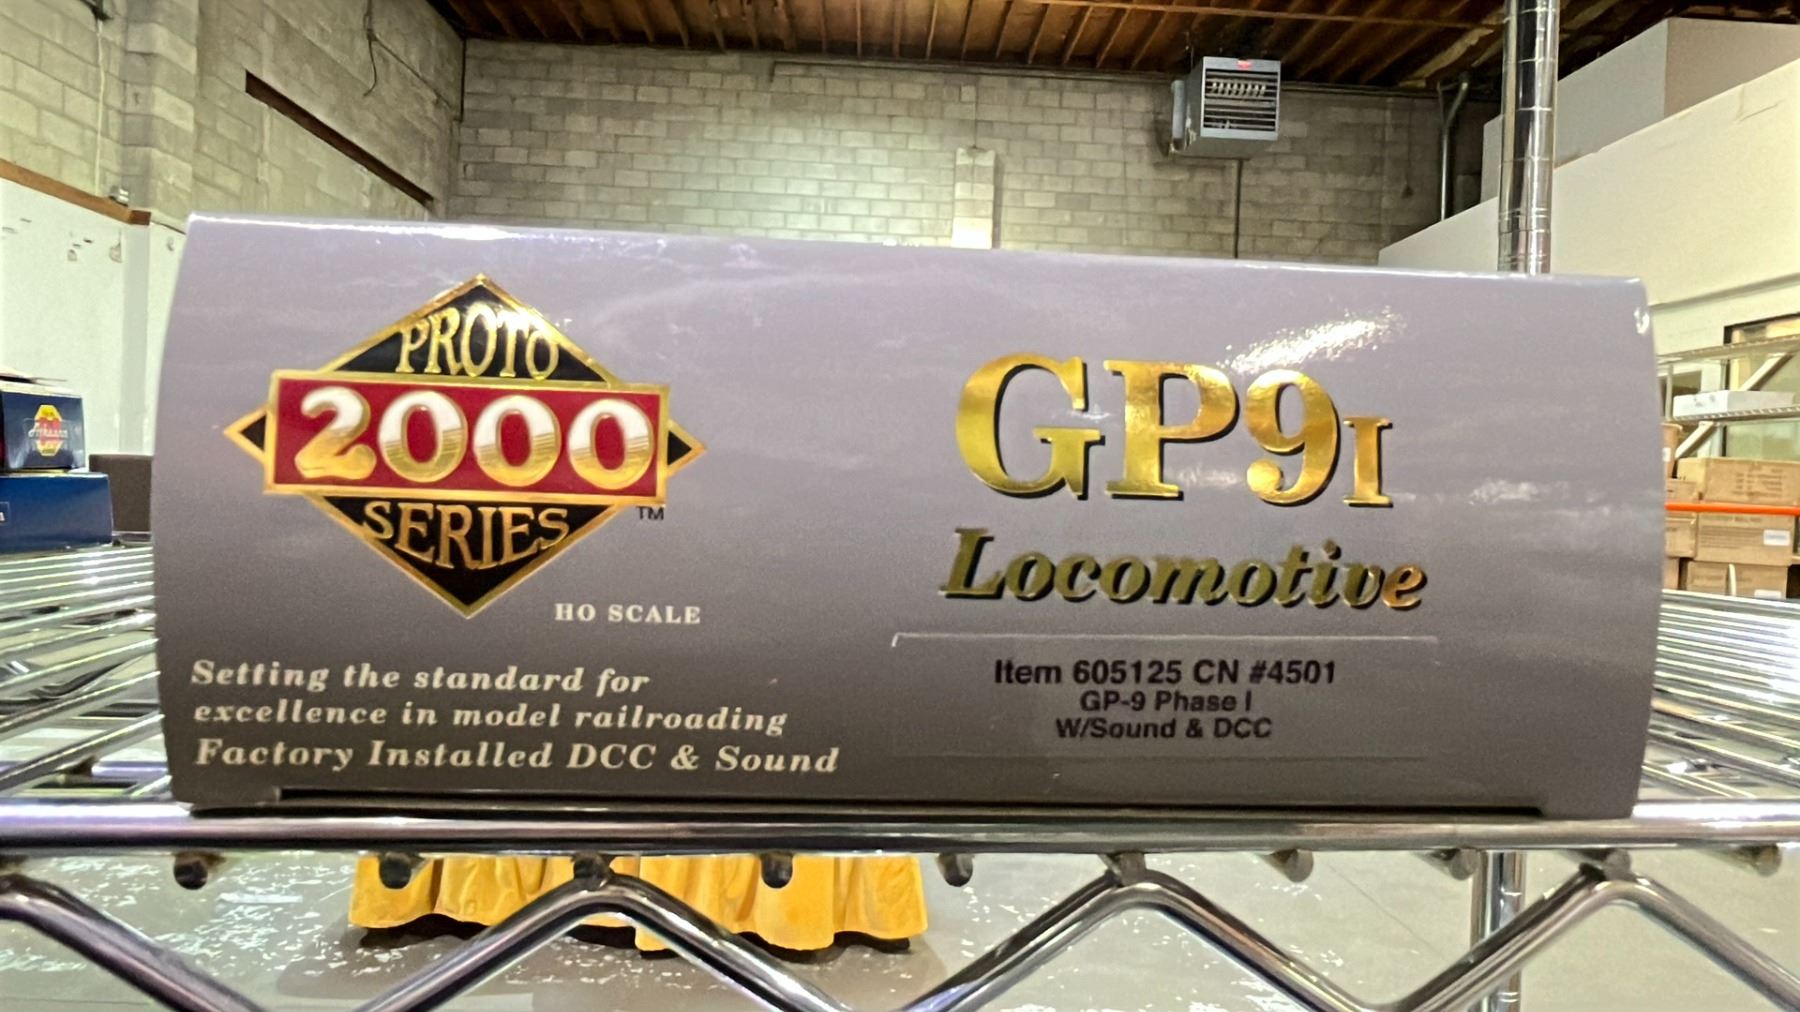 PROTO
2000
SERIES
TM
HO SCALE
Setting the standard for
excellence in model railroading
Factory Installed DCC & Sound
GP9I
Locomotive
Item 605125 CN #4501
GP-9 Phase I
W/Sound & DCC